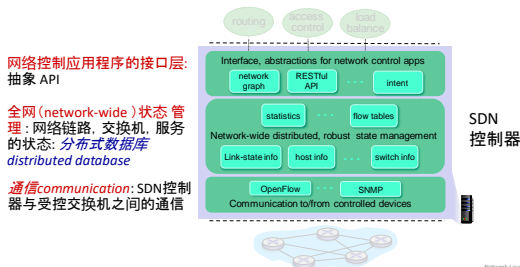 routing
access
control
load
balance
网络控制应用程序的接口层:
抽象 API
全网(network-wide )状态 管
理 : 网络链路, 交换机, 服务
的状态: 分布式数据库
distributed database
通信communication: SDN控制
器与受控交换机之间的通信
Interface, abstractions for network control apps
network
graph
RESTful
API
intent
statistics
flow tables
Network-wide distributed, robust state management
Link-state info
host info
switch info
OpenFlow
SNMP
Communication to/from controlled devices
SDN
控制器